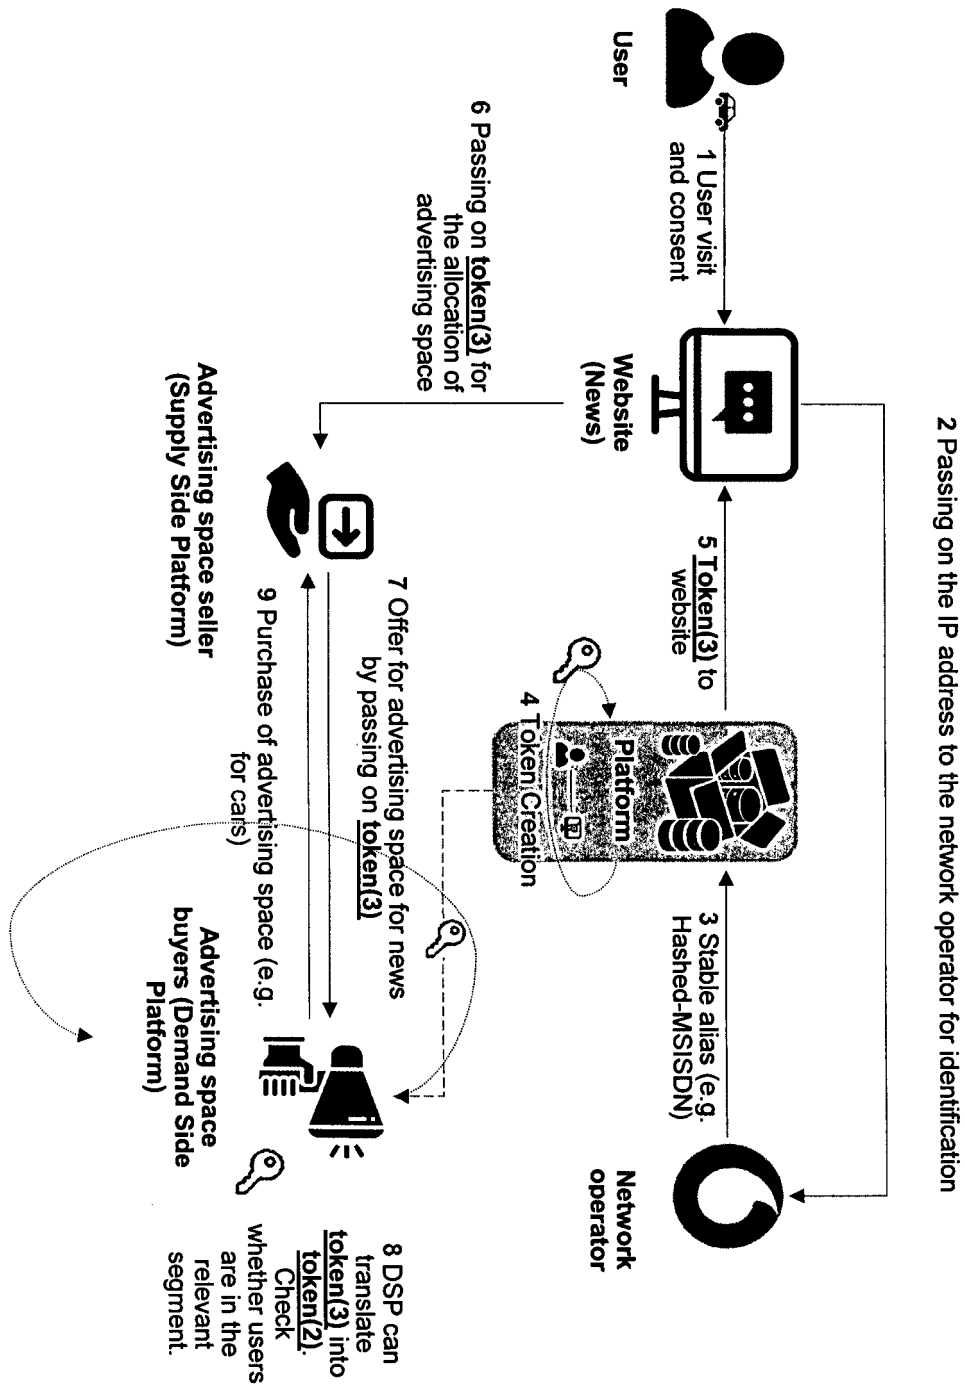 2 Passing on the IP address to the network operator for identification
User
1 User visit
and consent
Website
(News)
5 Token(3) to
website
Platform
4 Token Creation
3 Stable alias (e.g.
Hashed-MSISDN)
Network
operator
6 Passing on token(3) for
the allocation of
advertising space
Advertising space seller
(Supply Side Platform)
7 Offer for advertising space for news
by passing on token(3)
9 Purchase of advertising space (e.g.
for cars)
Advertising space
buyers (Demand Side
Platform)
8 DSP can
translate
token(3) into
token(2).
Check
whether users
are in the
relevant
segment.